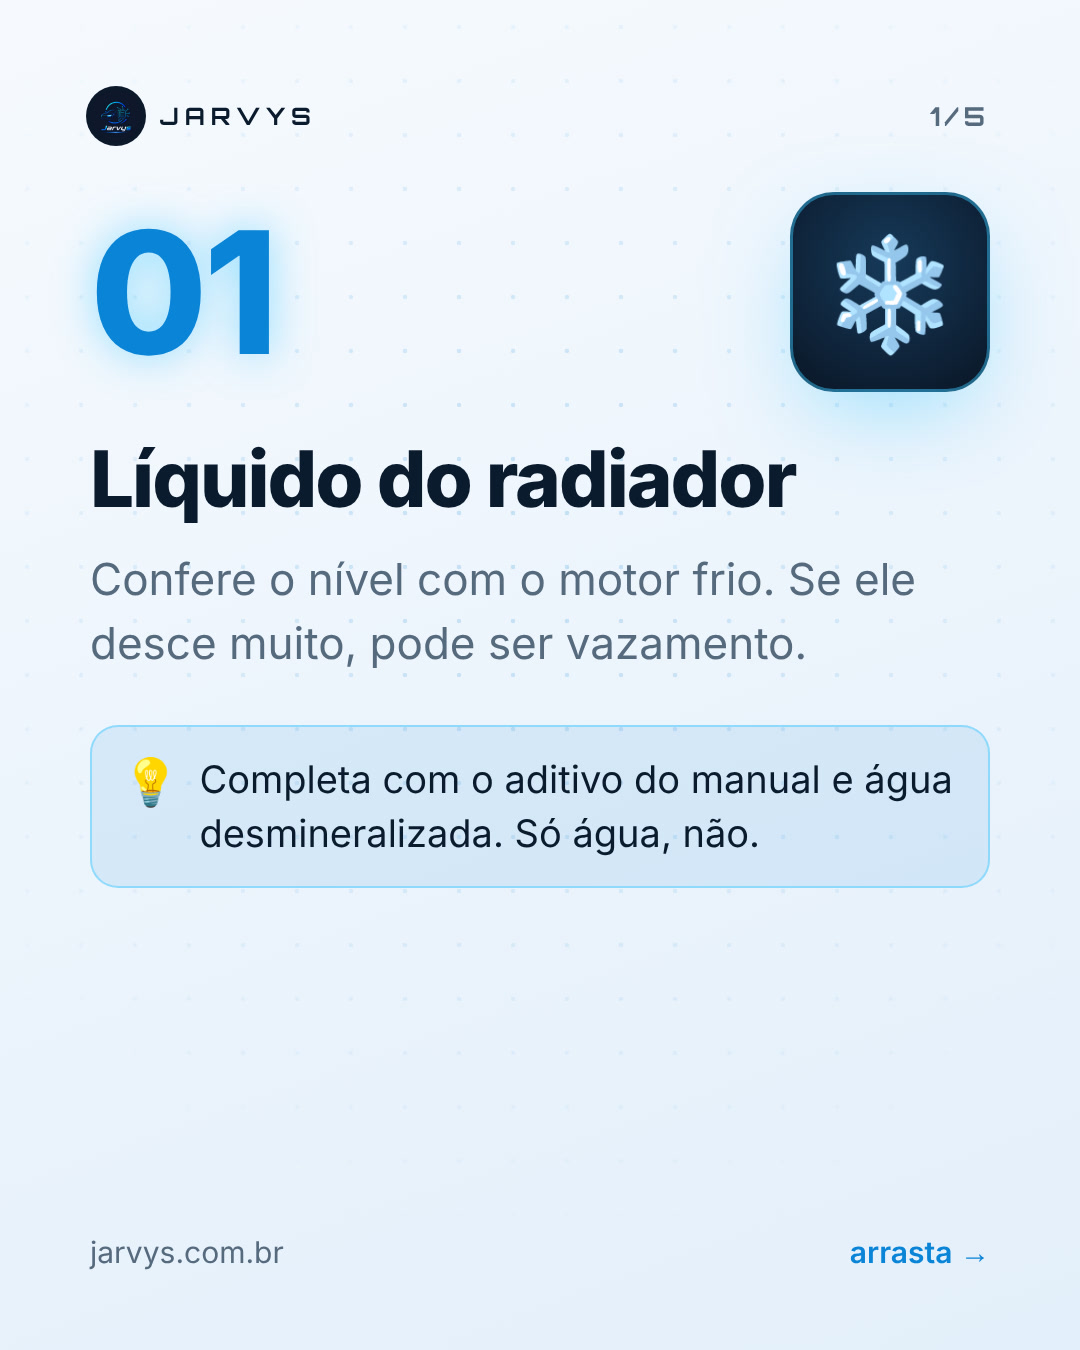 Jarvys
JARVYS
1/5
01
Líquido do radiador
Confere o nível com o motor frio. Se ele
desce muito, pode ser vazamento.
Completa com o aditivo do manual e água
desmineralizada. Só água, não.
jarvys.com.br
arrasta →